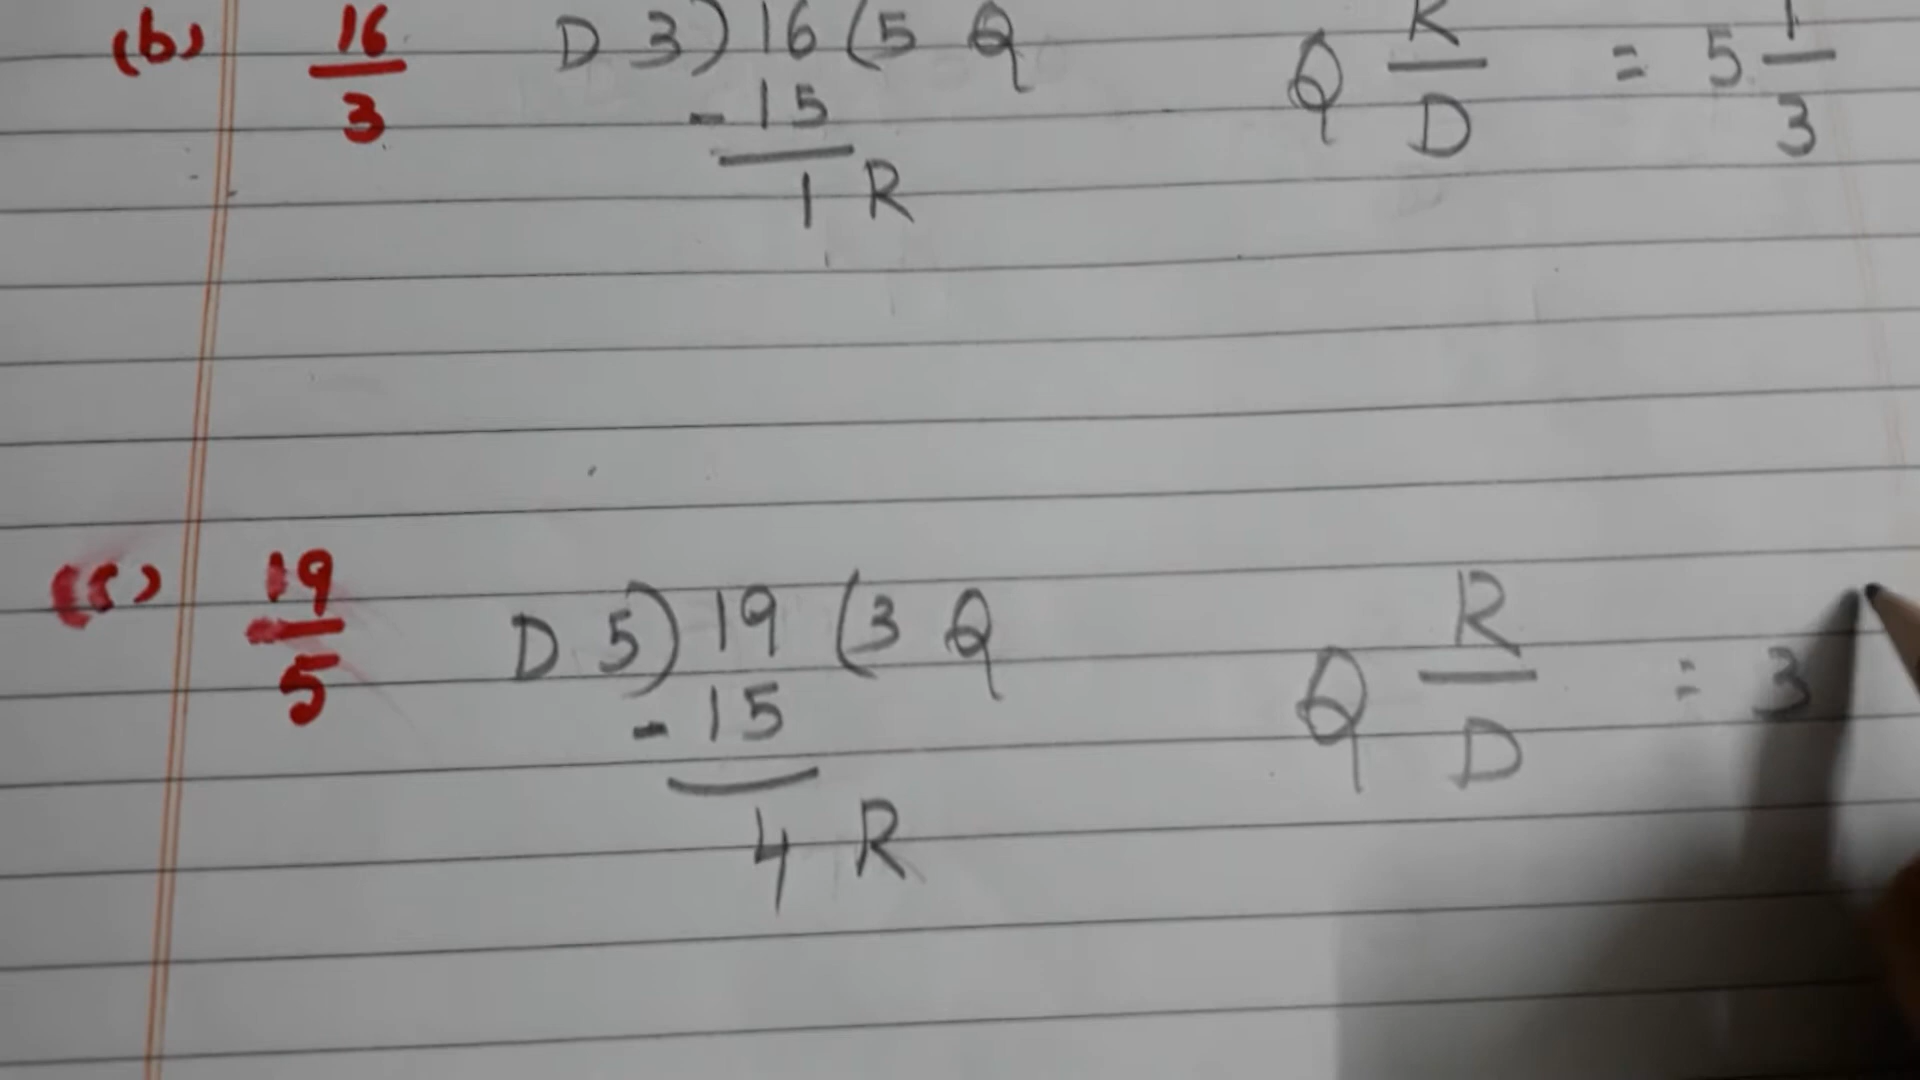 (b) 16/3 D 3) 16 (5 Q Q R/D = 5 1/3
- 15
1 R
(c) 19/5 D 5) 19 (3 Q Q R/D = 3
- 15
4 R